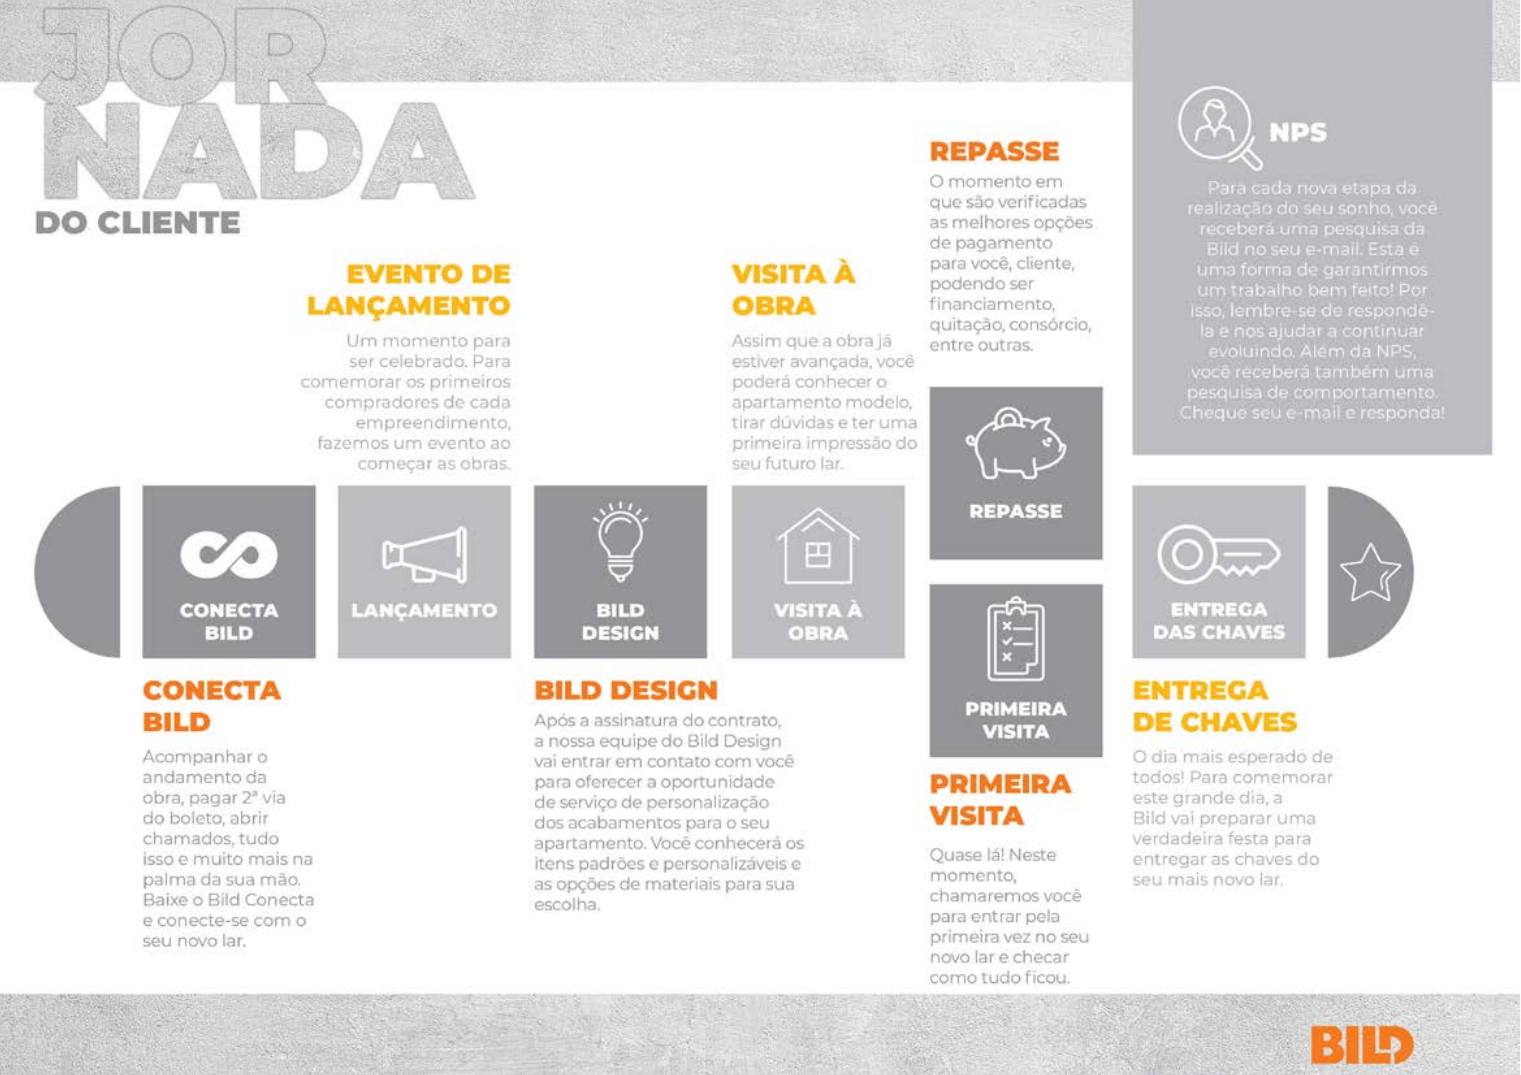 JOR
NADA
DO CLIENTE
EVENTO DE
LANÇAMENTO
Um momento para
ser celebrado. Para
comemorar os primeiros
compradores de cada
empreendimento,
fazemos um evento ao
começar as obras.
VISITA À
OBRA
Assim que a obra já
estiver avançada, você
poderá conhecer o
apartamento modelo,
tirar dúvidas e ter uma
primeira impressão do
seu futuro lar.
REPASSE
O momento em
que são verificadas
as melhores opções
de pagamento
para você, cliente,
podendo ser
financiamento,
quitação, consórcio,
entre outras.
NPS
Para cada nova etapa da
realização do seu sonho, você
receberá uma pesquisa da
Bild no seu e-mail. Esta é
uma forma de garantirmos
um trabalho bem feito! Por
isso, lembre-se de respondê-
la e nos ajudar a continuar
evoluindo. Além da NPS,
você receberá também uma
pesquisa de comportamento.
Cheque seu e-mail e responda!
CONECTA
BILD
LANÇAMENTO
BILD
DESIGN
VISITA À
OBRA
REPASSE
PRIMEIRA
VISITA
ENTREGA
DAS CHAVES
CONECTA
BILD
Acompanhar o
andamento da
obra, pagar 2ª via
do boleto, abrir
chamados, tudo
isso e muito mais na
palma da sua mão.
Baixe o Bild Conecta
e conecte-se com o
seu novo lar.
BILD DESIGN
Após a assinatura do contrato,
a nossa equipe do Bild Design
vai entrar em contato com você
para oferecer a oportunidade
de serviço de personalização
dos acabamentos para o seu
apartamento. Você conhecerá os
itens padrões e personalizáveis e
as opções de materiais para sua
escolha.
PRIMEIRA
VISITA
Quase lá! Neste
momento,
chamaremos você
para entrar pela
primeira vez no seu
novo lar e checar
como tudo ficou.
ENTREGA
DE CHAVES
O dia mais esperado de
todos! Para comemorar
este grande dia, a
Bild vai preparar uma
verdadeira festa para
entregar as chaves do
seu mais novo lar.
BILD